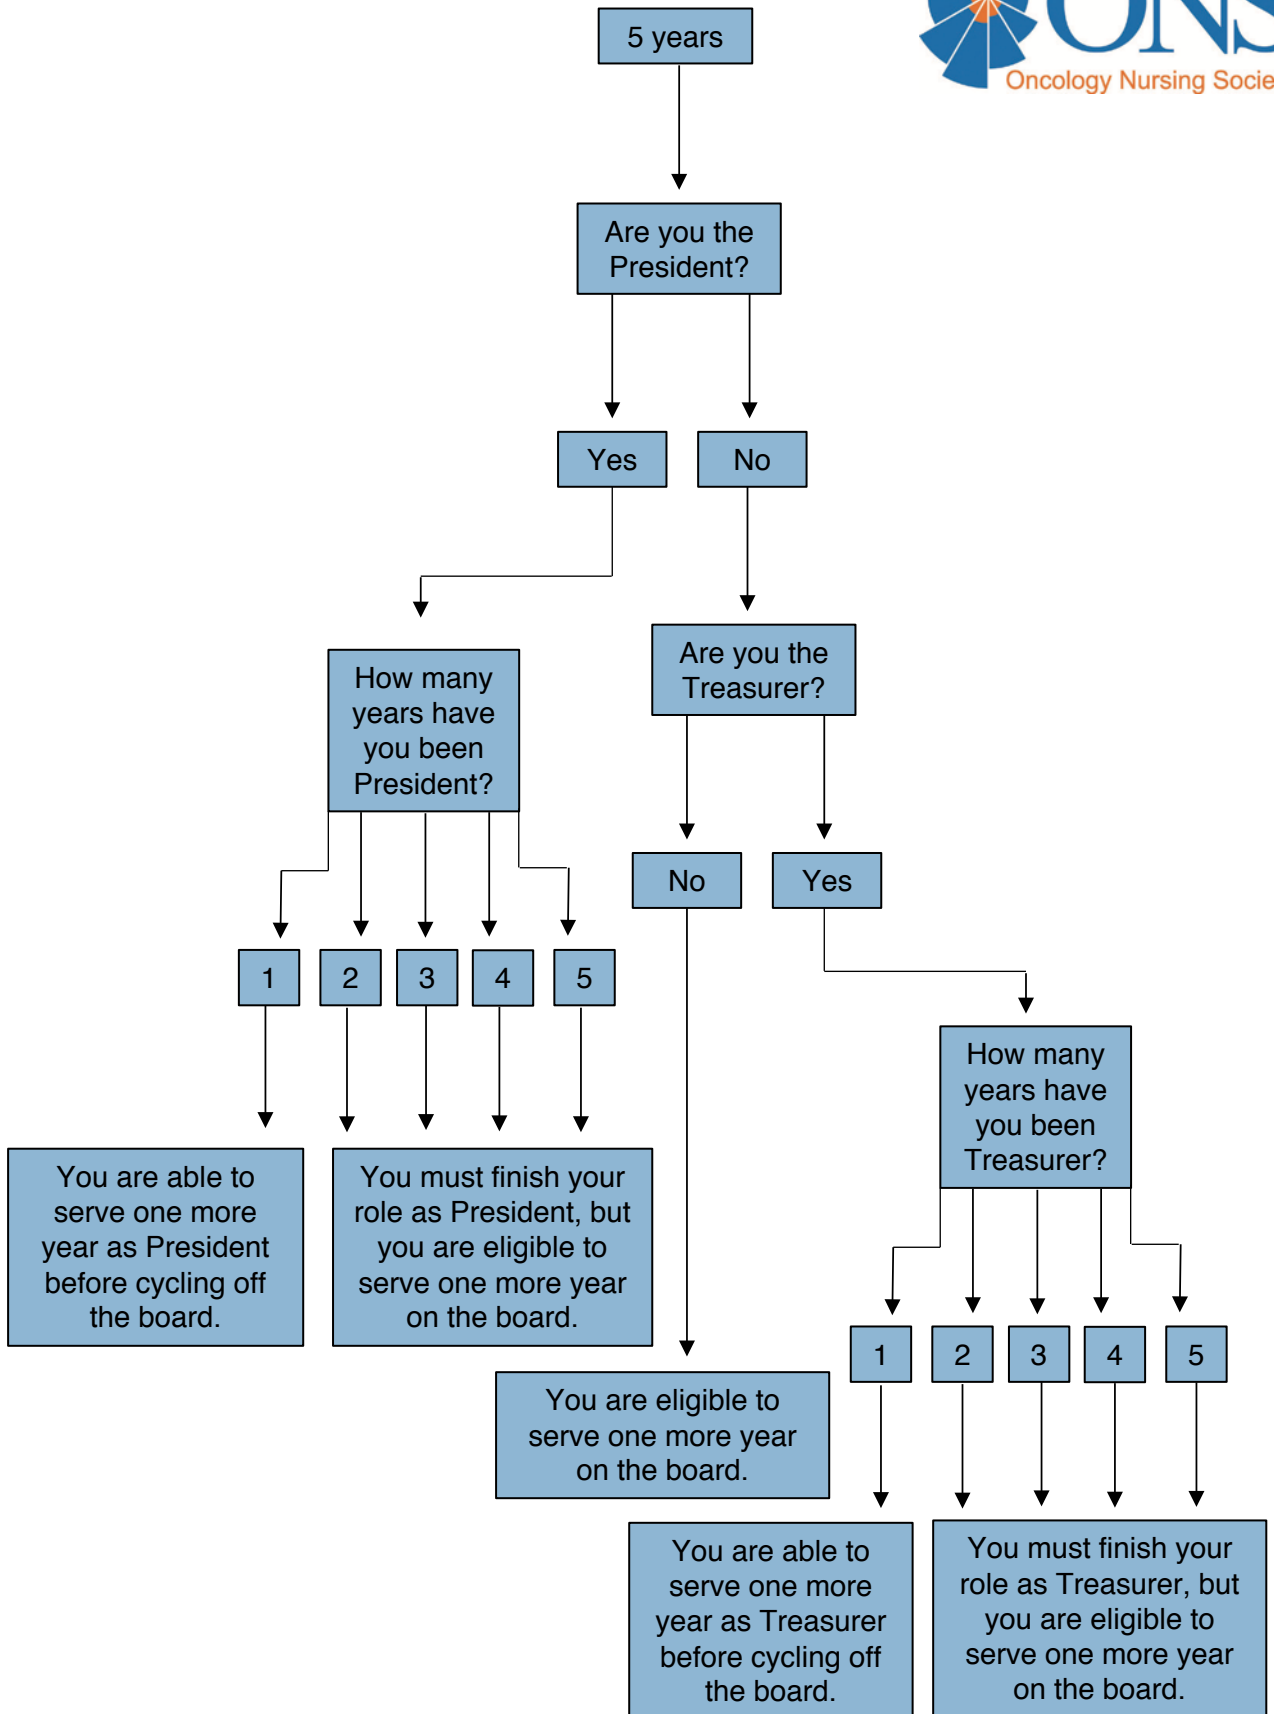 ONS
Oncology Nursing Socie
5 years
Are you the
President?
Yes
No
How many
years have
you been
President?
Are you the
Treasurer?
No
Yes
1
2
3
4
5
How many
years have
you been
Treasurer?
You are able to
serve one more
year as President
before cycling off
the board.
You must finish your
role as President, but
you are eligible to
serve one more year
on the board.
1
2
3
4
5
You are eligible to
serve one more year
on the board.
You are able to
serve one more
year as Treasurer
before cycling off
the board.
You must finish your
role as Treasurer, but
you are eligible to
serve one more year
on the board.